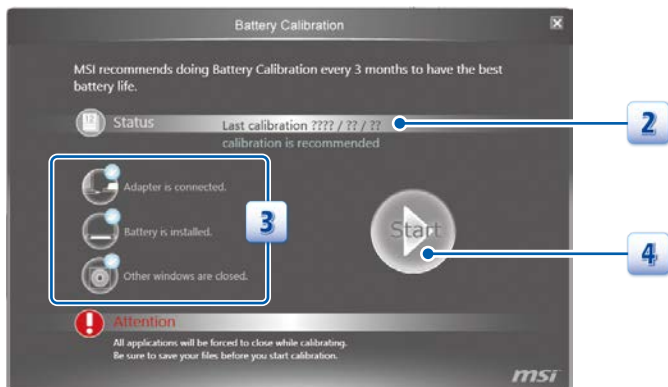 Battery Calibration
MSI recommends doing Battery Calibration every 3 months to have the best
battery life.
12
Status
Last calibration ???? / ?? / ??
2
calibration is recommended
Adapter is connected.
Battery is installed.
3
Start
4
Other windows are closed.
Attention
All applications will be forced to close while calibrating.
Be sure to save your files before you start calibration.
msi